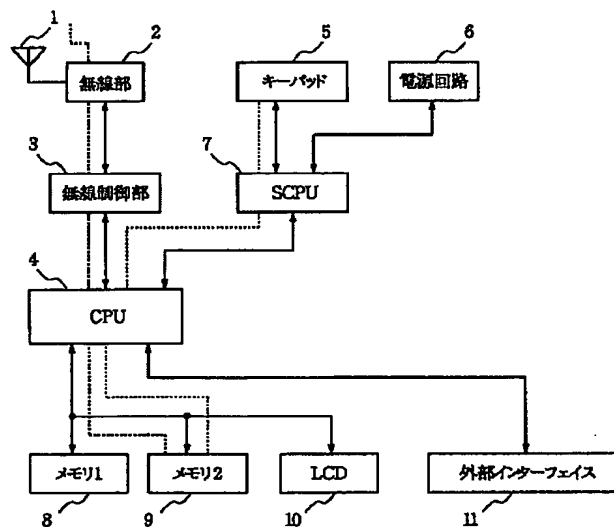 1
2
5
6
無線部
キーパッド
電源回路
3
7
無線制御部
SCPU
4
CPU
メモリ1
メモリ2
LCD
外部インターフェイス
8
9
10
11